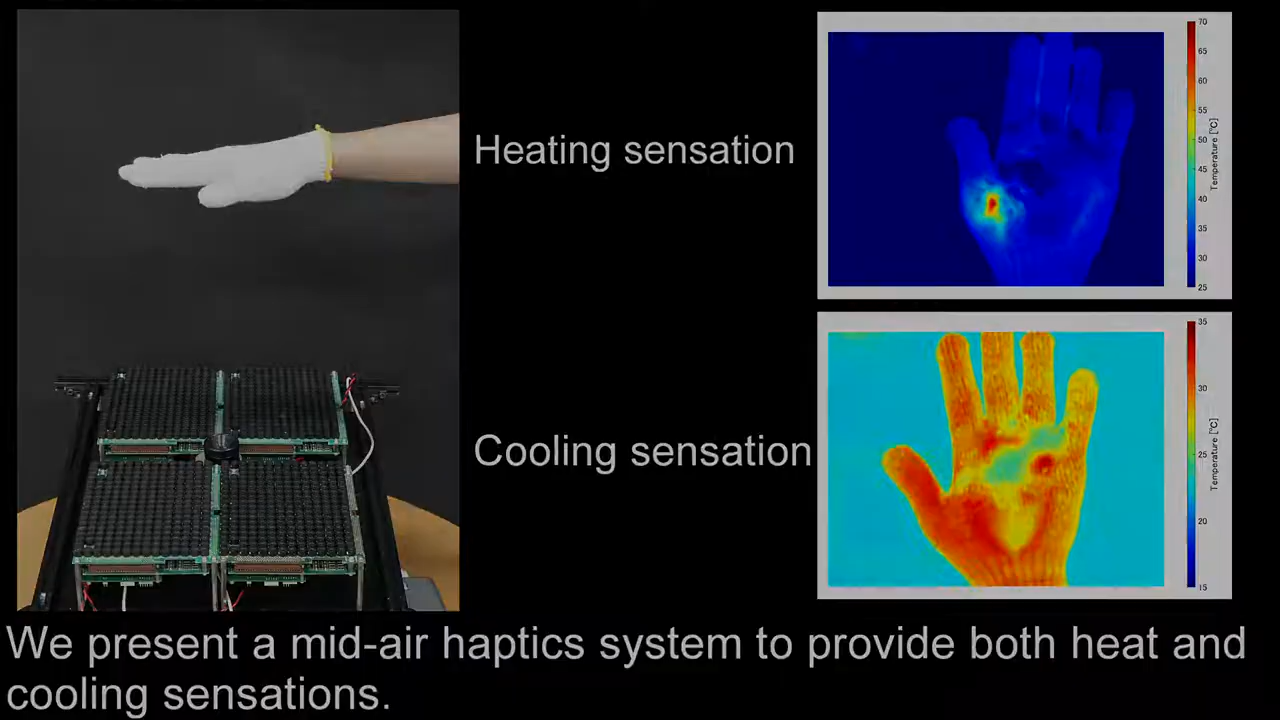 Heating sensation
70
65
60
55
50
45
40
35
30
25
Temperature [℃]
Cooling sensation
35
30
25
20
15
Temperature [℃]
We present a mid-air haptics system to provide both heat and
cooling sensations.